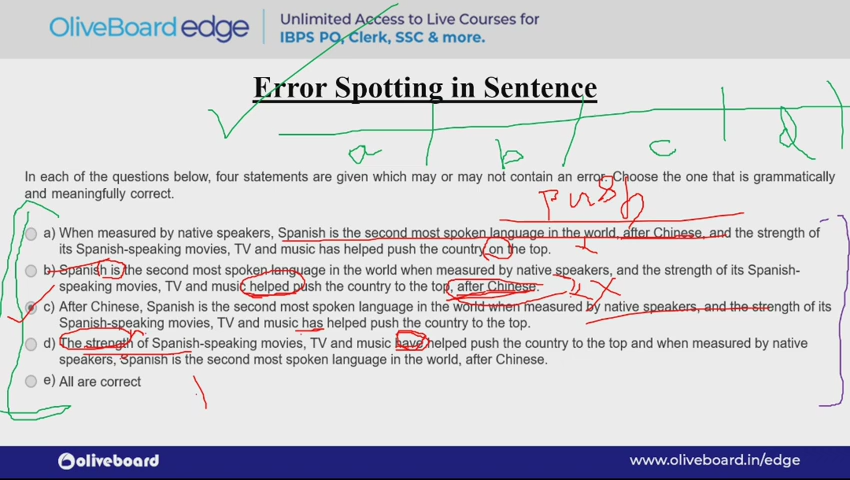 OliveBoard edge
Unlimited Access to Live Courses for
IBPS PO, Clerk, SSC & more.
Error Spotting in Sentence
a b c d
In each of the questions below, four statements are given which may or may not contain an error. Choose the one that is grammatically
and meaningfully correct.
Push
a) When measured by native speakers, Spanish is the second most spoken language in the world, after Chinese, and the strength of
its Spanish-speaking movies, TV and music has helped push the country on the top.
b) Spanish is the second most spoken language in the world when measured by native speakers, and the strength of its Spanish-
speaking movies, TV and music helped push the country to the top, after Chinese.
c) After Chinese, Spanish is the second most spoken language in the world when measured by native speakers, and the strength of its
Spanish-speaking movies, TV and music has helped push the country to the top.
d) The strength of Spanish-speaking movies, TV and music have helped push the country to the top and when measured by native
speakers, Spanish is the second most spoken language in the world, after Chinese.
e) All are correct
oliveboard
www.oliveboard.in/edge